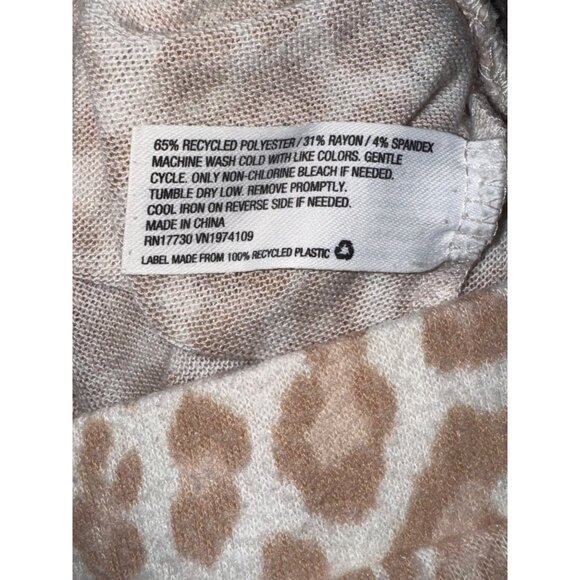 65% RECYCLED POLYESTER / 31% RAYON / 4% SPANDEX
MACHINE WASH COLD WITH LIKE COLORS. GENTLE
CYCLE. ONLY NON-CHLORINE BLEACH IF NEEDED.
TUMBLE DRY LOW. REMOVE PROMPTLY.
COOL IRON ON REVERSE SIDE IF NEEDED.
MADE IN CHINA
RN17730 VN1974109
LABEL MADE FROM 100% RECYCLED PLASTIC